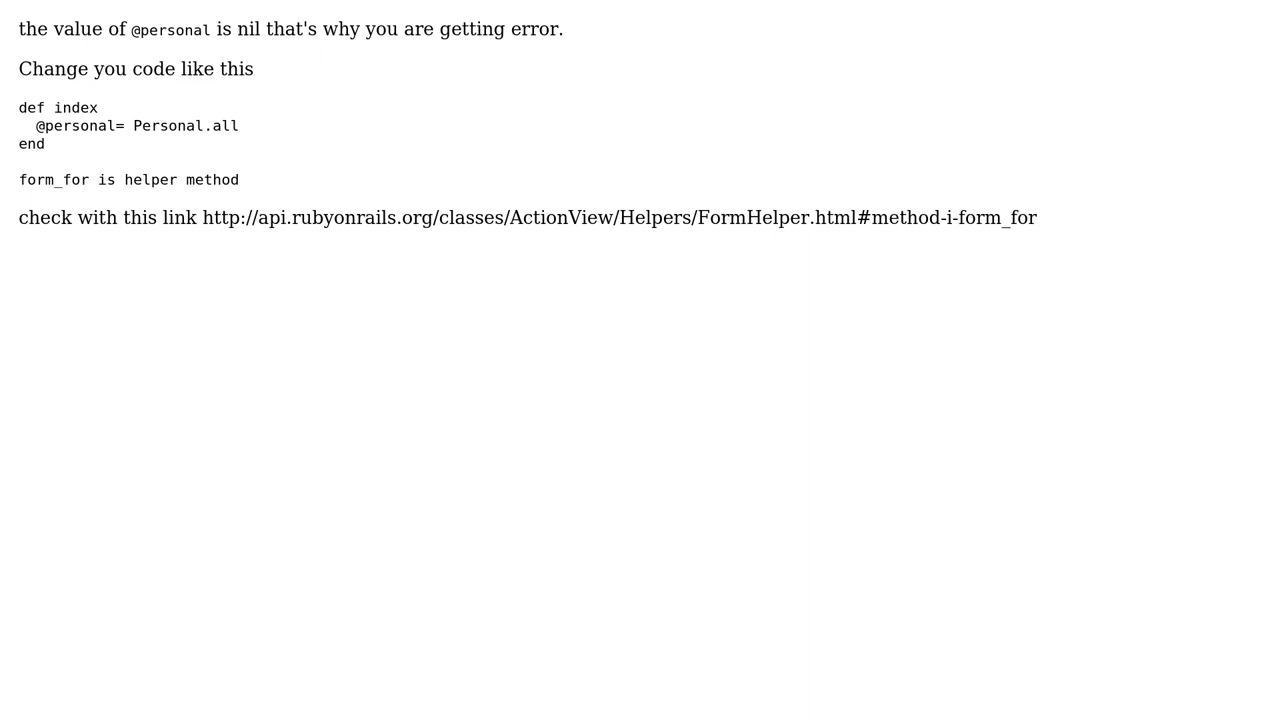 the value of @personal is nil that's why you are getting error.
Change you code like this
def index
  @personal= Personal.all
end
form_for is helper method
check with this link http://api.rubyonrails.org/classes/ActionView/Helpers/FormHelper.html#method-i-form_for